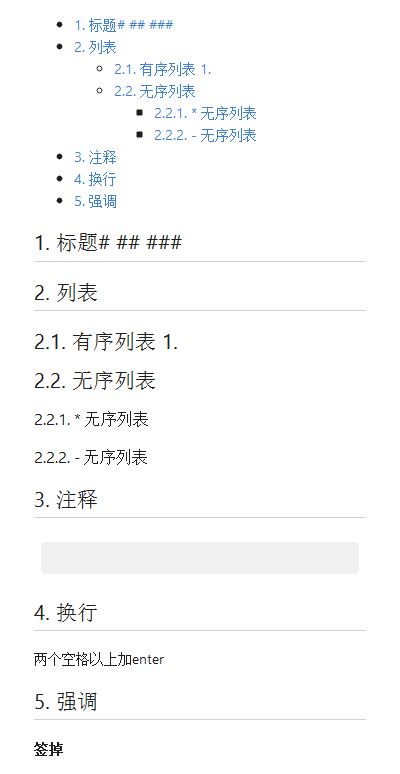 1. 标题# ## ###
2. 列表
2.1. 有序列表 1.
2.2. 无序列表
2.2.1. * 无序列表
2.2.2. - 无序列表
3. 注释
4. 换行
5. 强调
1. 标题# ## ###
2. 列表
2.1. 有序列表 1.
2.2. 无序列表
2.2.1. * 无序列表
2.2.2. - 无序列表
3. 注释
4. 换行
两个空格以上加enter
5. 强调
签掉